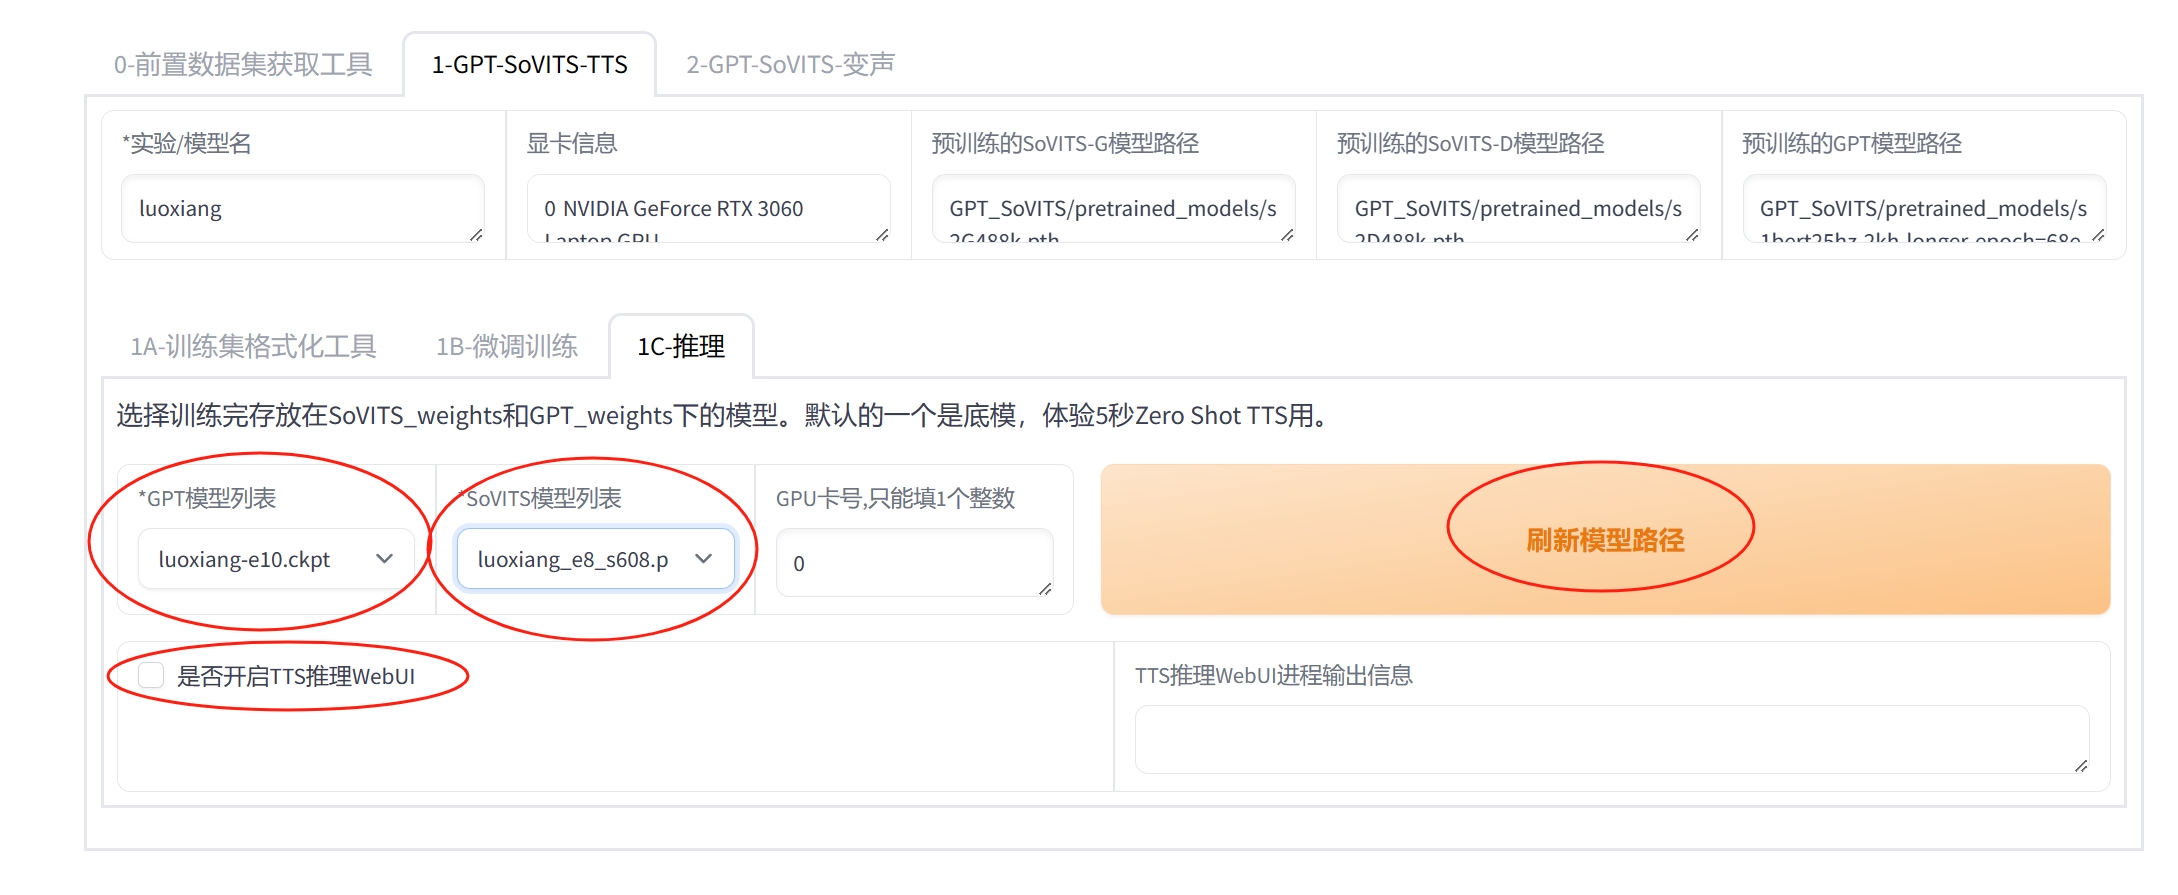 0-前置数据集获取工具
1-GPT-SoVITS-TTS
2-GPT-SoVITS-变声
*实验/模型名
显卡信息
预训练的SoVITS-G模型路径
预训练的SoVITS-D模型路径
预训练的GPT模型路径
luoxiang
0 NVIDIA GeForce RTX 3060
Laptop GPU
GPT_SoVITS/pretrained_models/s
2G488k.pth
GPT_SoVITS/pretrained_models/s
2D488k.pth
GPT_SoVITS/pretrained_models/s
1bert25hz-2kh-longer-epoch=68e
1A-训练集格式化工具
1B-微调训练
1C-推理
选择训练完存放在SoVITS_weights和GPT_weights下的模型。默认的一个是底模，体验5秒Zero Shot TTS用。
*GPT模型列表
*SoVITS模型列表
GPU卡号,只能填1个整数
luoxiang-e10.ckpt
luoxiang_e8_s608.p
0
刷新模型路径
是否开启TTS推理WebUI
TTS推理WebUI进程输出信息